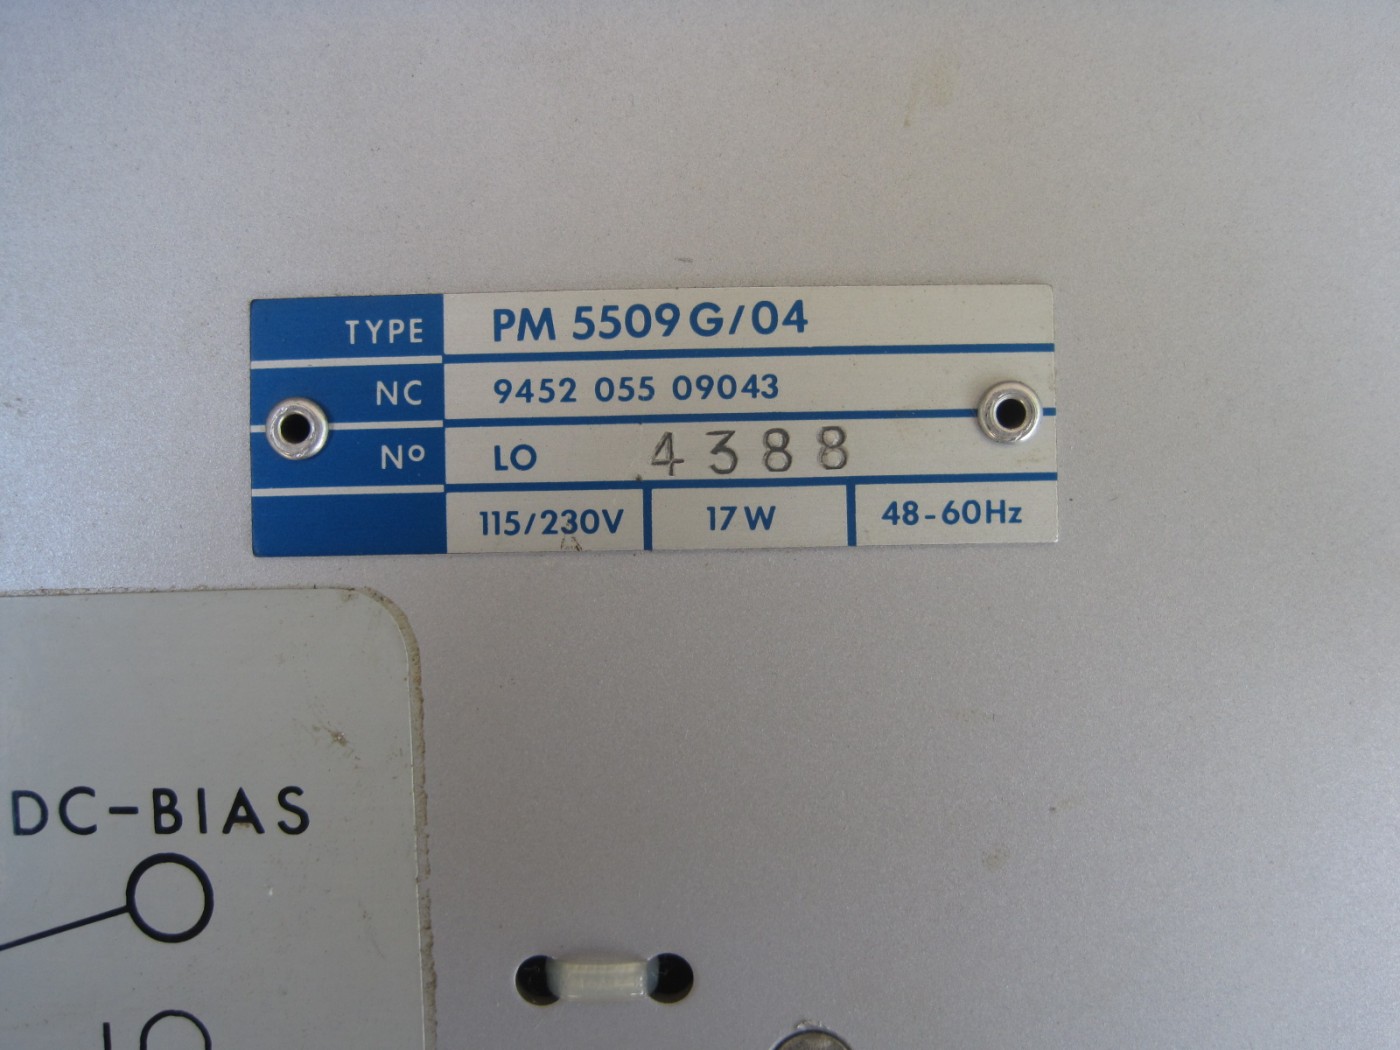 TYPE PM 5509 G/04
NC 9452 055 09043
Nº LO 4388
115/230V 17 W 48-60Hz
DC-BIAS